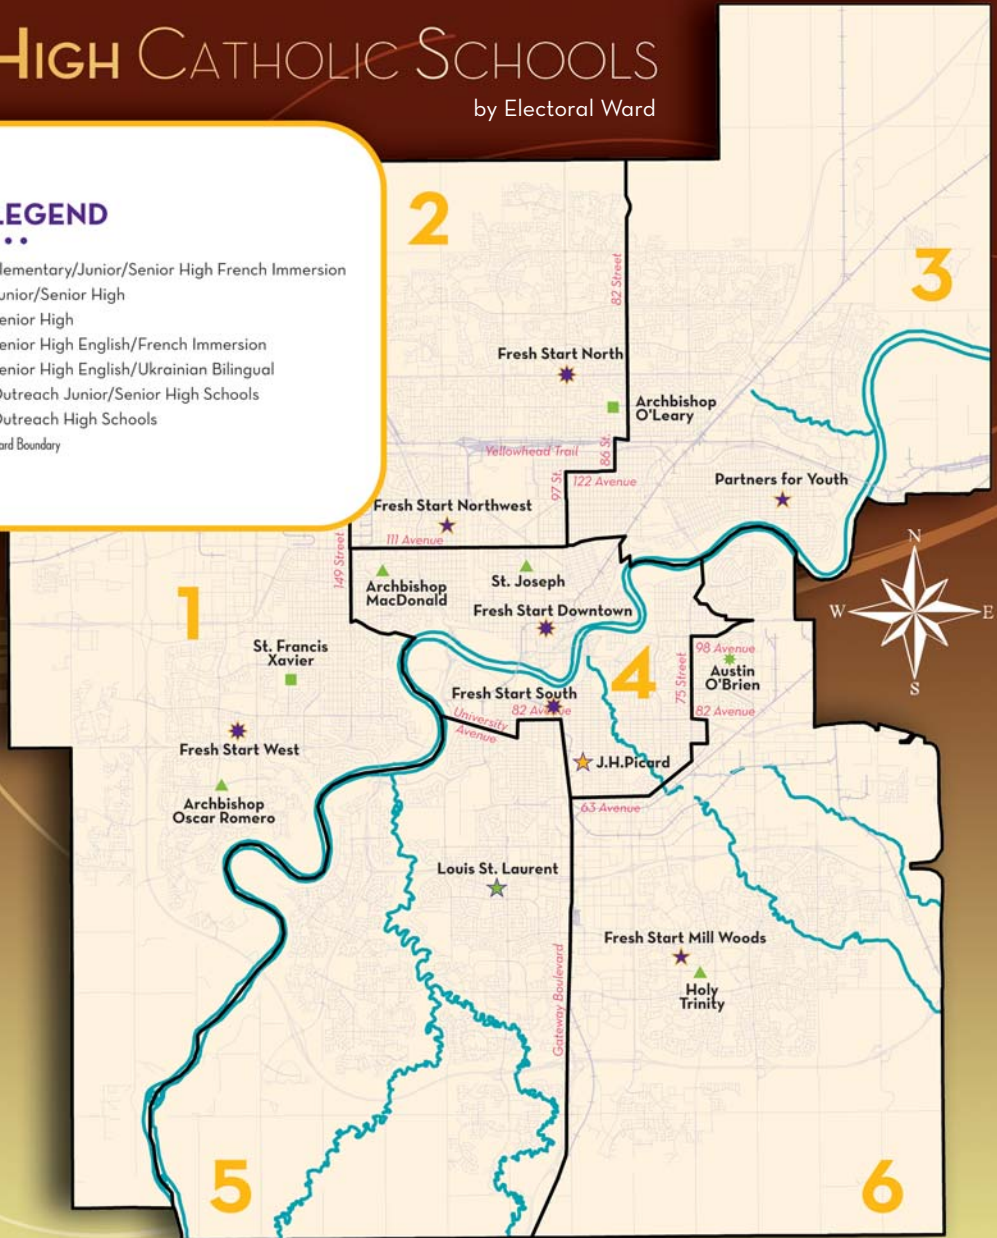 HIGH CATHOLIC SCHOOLS
by Electoral Ward
LEGEND
lementary/Junior/Senior High French Immersion
unior/Senior High
enior High
enior High English/French Immersion
enior High English/Ukrainian Bilingual
Outreach Junior/Senior High Schools
Outreach High Schools
ard Boundary
2
3
82 Street
Fresh Start North
Archbishop
O'Leary
86 St.
Yellowhead Trail
97 St.
122 Avenue
Partners for Youth
Fresh Start Northwest
111 Avenue
149 Street
Archbishop
MacDonald
St. Joseph
Fresh Start Downtown
N
W
E
S
1
St. Francis
Xavier
4
75 Street
98 Avenue
Austin
O'Brien
82 Avenue
Fresh Start South
82 Avenue
University
Avenue
Fresh Start West
J.H.Picard
Archbishop
Oscar Romero
63 Avenue
Louis St. Laurent
Gateway Boulevard
Fresh Start Mill Woods
Holy
Trinity
5
6